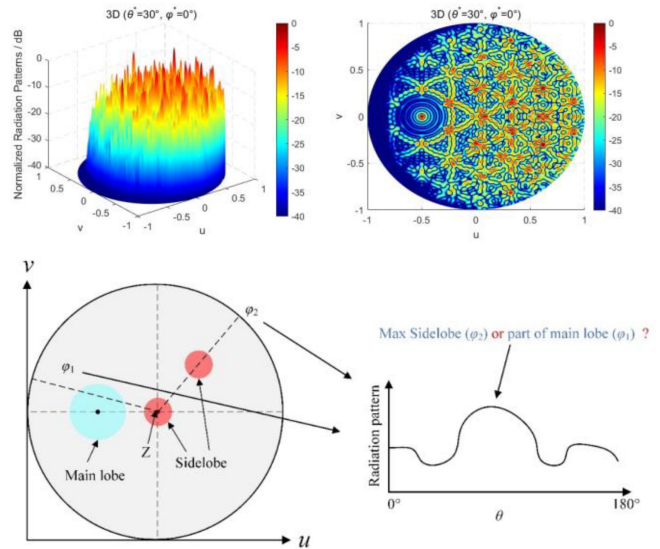 3D (θ*=30°, φ*=0°)
Normalized Radiation Patterns / dB
0
-10
-20
-30
-40
1
0.5
0
-0.5
-1
v
-1
-0.5
0
0.5
1
u
0
-5
-10
-15
-20
-25
-30
-35
-40
3D (θ*=30°, φ*=0°)
1
0.5
0
-0.5
-1
v
-1
-0.5
0
0.5
1
u
0
-5
-10
-15
-20
-25
-30
-35
-40
v
φ₂
φ₁
Z
Sidelobe
Main lobe
u
Max Sidelobe (φ₂) or part of main lobe (φ₁) ?
Radiation pattern
0°
180°
θ